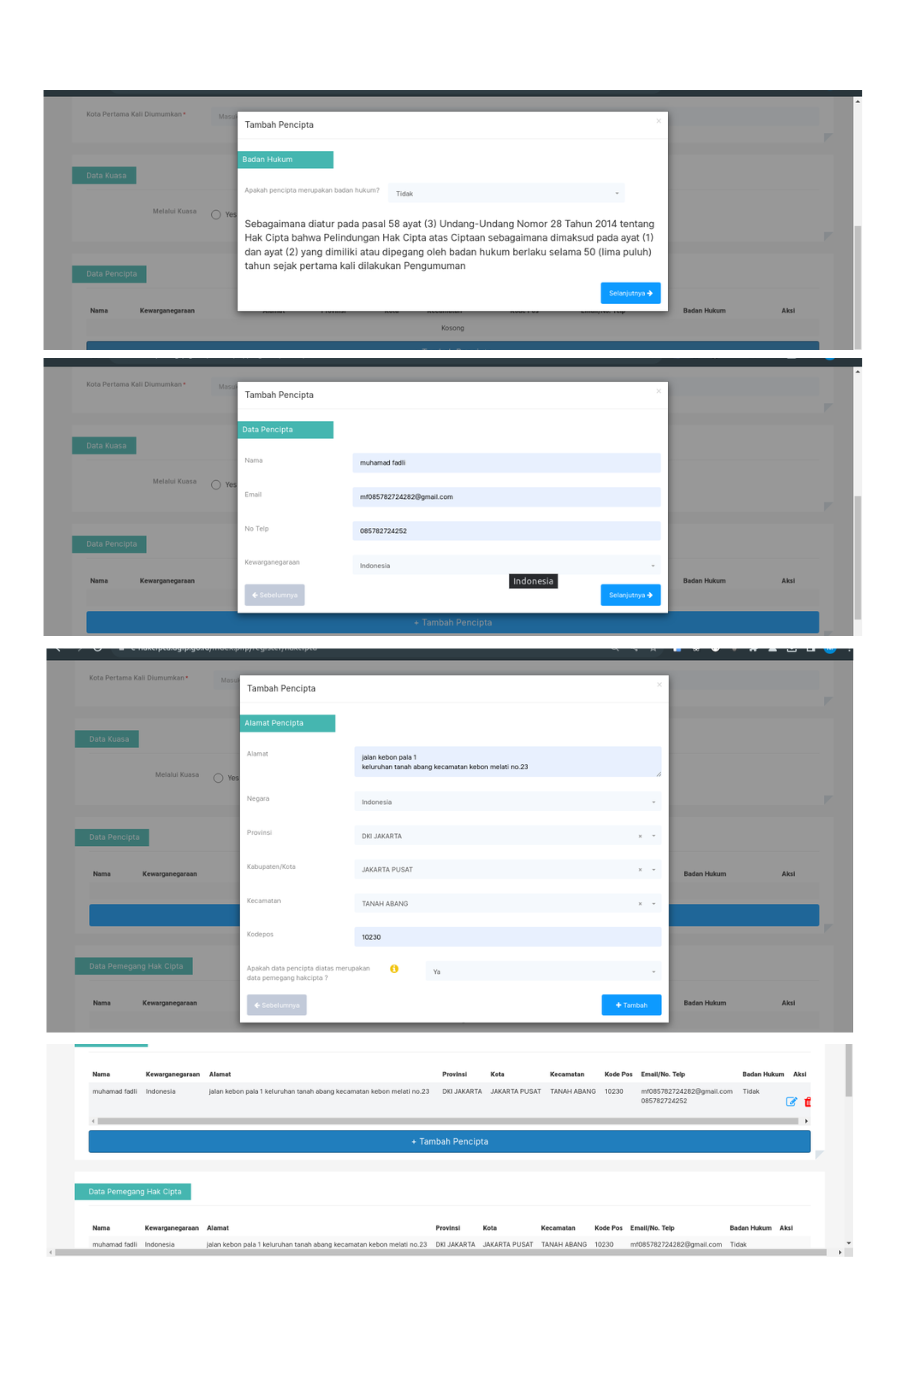 Kota Pertama Kali Diumumkan*
Tambah Pencipta
×
Badan Hukum
Data Kuasa
Apakah pencipta merupakan badan hukum?
Tidak
Melalui Kuasa
Yes
Sebagaimana diatur pada pasal 58 ayat (3) Undang-Undang Nomor 28 Tahun 2014 tentang
Hak Cipta bahwa Pelindungan Hak Cipta atas Ciptaan sebagaimana dimaksud pada ayat (1)
dan ayat (2) yang dimiliki atau dipegang oleh badan hukum berlaku selama 50 (lima puluh)
tahun sejak pertama kali dilakukan Pengumuman
Data Pencipta
Selanjutnya
Nama Kewarganegaraan Badan Hukum Aksi
Kosong
Kota Pertama Kali Diumumkan*
Tambah Pencipta
×
Data Pencipta
Data Kuasa
Nama
muhamad fadli
Melalui Kuasa
Yes
Email
mf085782724282@gmail.com
No Telp
085782724252
Data Pencipta
Kewarganegaraan
Indonesia
Indonesia
Nama Kewarganegaraan Badan Hukum Aksi
Sebelumnya
Selanjutnya
+ Tambah Pencipta
Kota Pertama Kali Diumumkan*
Tambah Pencipta
×
Alamat Pencipta
Data Kuasa
Alamat
jalan kebon pala 1
keluruhan tanah abang kecamatan kebon melati no.23
Melalui Kuasa
Yes
Negara
Indonesia
Provinsi
DKI JAKARTA
×
Data Pencipta
Kabupaten/Kota
JAKARTA PUSAT
×
Nama Kewarganegaraan Badan Hukum Aksi
Kecamatan
TANAH ABANG
×
Kodepos
10230
Data Pemegang Hak Cipta
Apakah data pencipta diatas merupakan
data pemegang hakcipta ?
Ya
Nama Kewarganegaraan Badan Hukum Aksi
Sebelumnya
+ Tambah
Nama Kewarganegaraan Alamat Provinsi Kota Kecamatan Kode Pos Email/No. Telp Badan Hukum Aksi
muhamad fadli Indonesia jalan kebon pala 1 keluruhan tanah abang kecamatan kebon melati no.23 DKI JAKARTA JAKARTA PUSAT TANAH ABANG 10230 mf085782724282@gmail.com Tidak
085782724252
+ Tambah Pencipta
Data Pemegang Hak Cipta
Nama Kewarganegaraan Alamat Provinsi Kota Kecamatan Kode Pos Email/No. Telp Badan Hukum Aksi
muhamad fadli Indonesia jalan kebon pala 1 keluruhan tanah abang kecamatan kebon melati no.23 DKI JAKARTA JAKARTA PUSAT TANAH ABANG 10230 mf085782724282@gmail.com Tidak